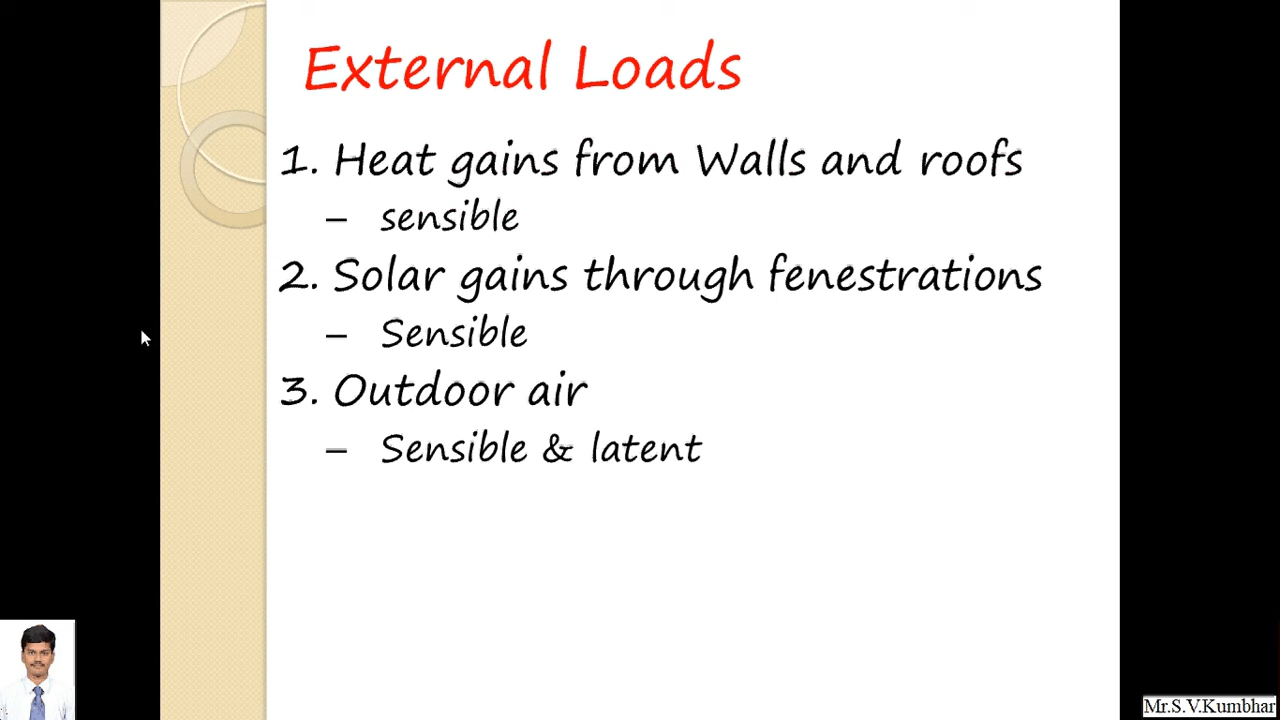 External Loads
1. Heat gains from Walls and roofs
– sensible
2. Solar gains through fenestrations
– Sensible
3. Outdoor air
– Sensible & latent
Mr.S.V.Kumbhar